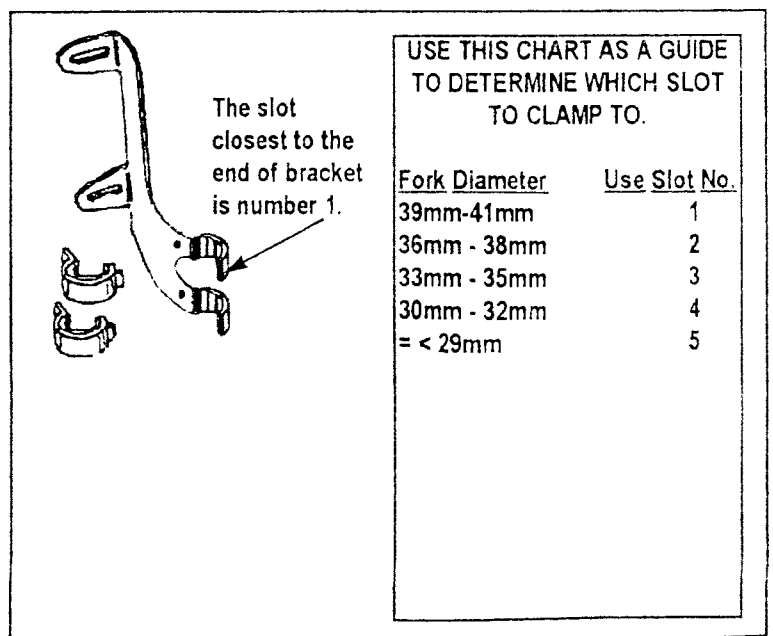 The slot
closest to the
end of bracket
is number 1.
USE THIS CHART AS A GUIDE
TO DETERMINE WHICH SLOT
TO CLAMP TO.
Fork Diameter Use Slot No.
39mm-41mm 1
36mm - 38mm 2
33mm - 35mm 3
30mm - 32mm 4
= < 29mm 5